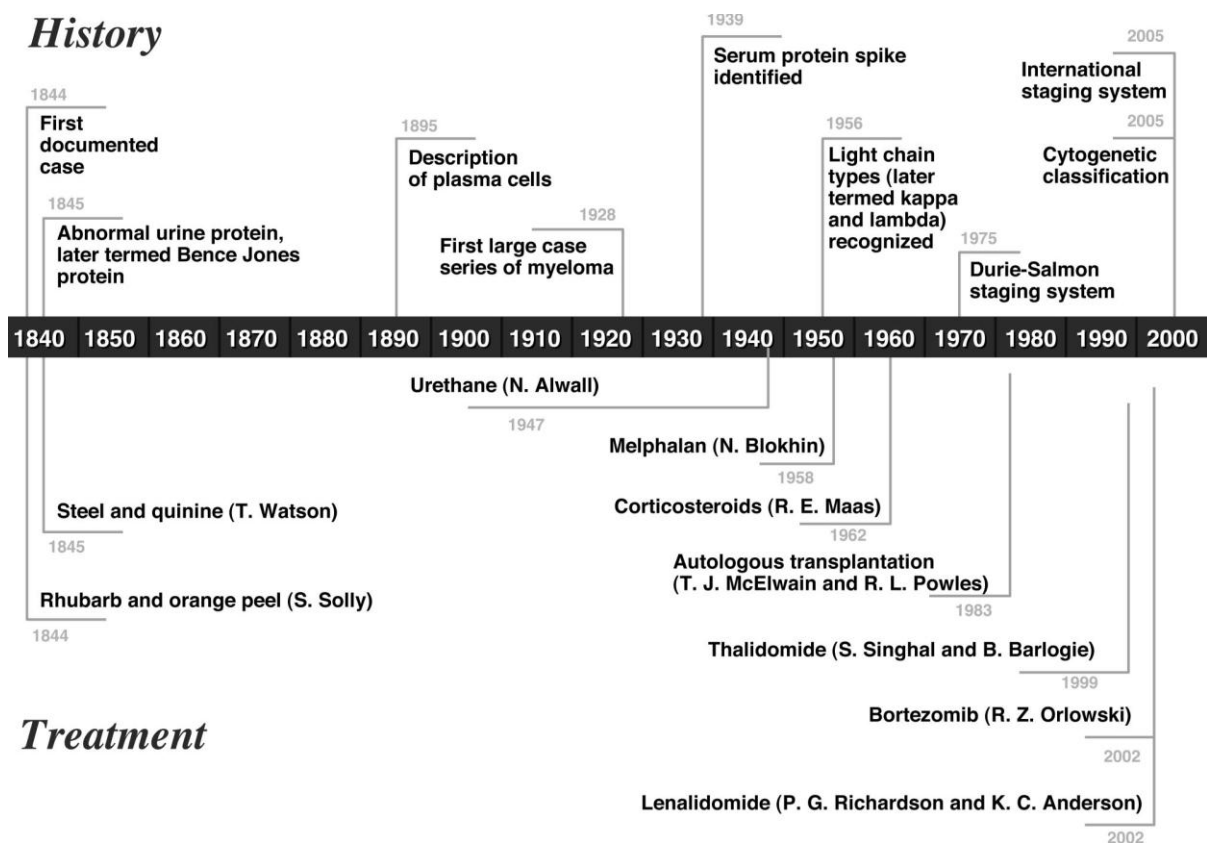 History
1844
First
documented
case
1845
Abnormal urine protein,
later termed Bence Jones
protein
1895
Description
of plasma cells
1928
First large case
series of myeloma
1939
Serum protein spike
identified
1956
Light chain
types (later
termed kappa
and lambda)
recognized
1975
Durie-Salmon
staging system
2005
International
staging system
2005
Cytogenetic
classification
1840 1850 1860 1870 1880 1890 1900 1910 1920 1930 1940 1950 1960 1970 1980 1990 2000
Urethane (N. Alwall)
1947
Melphalan (N. Blokhin)
1958
Corticosteroids (R. E. Maas)
1962
Steel and quinine (T. Watson)
1845
Autologous transplantation
(T. J. McElwain and R. L. Powles)
1983
Rhubarb and orange peel (S. Solly)
1844
Thalidomide (S. Singhal and B. Barlogie)
1999
Bortezomib (R. Z. Orlowski)
2002
Lenalidomide (P. G. Richardson and K. C. Anderson)
2002
Treatment